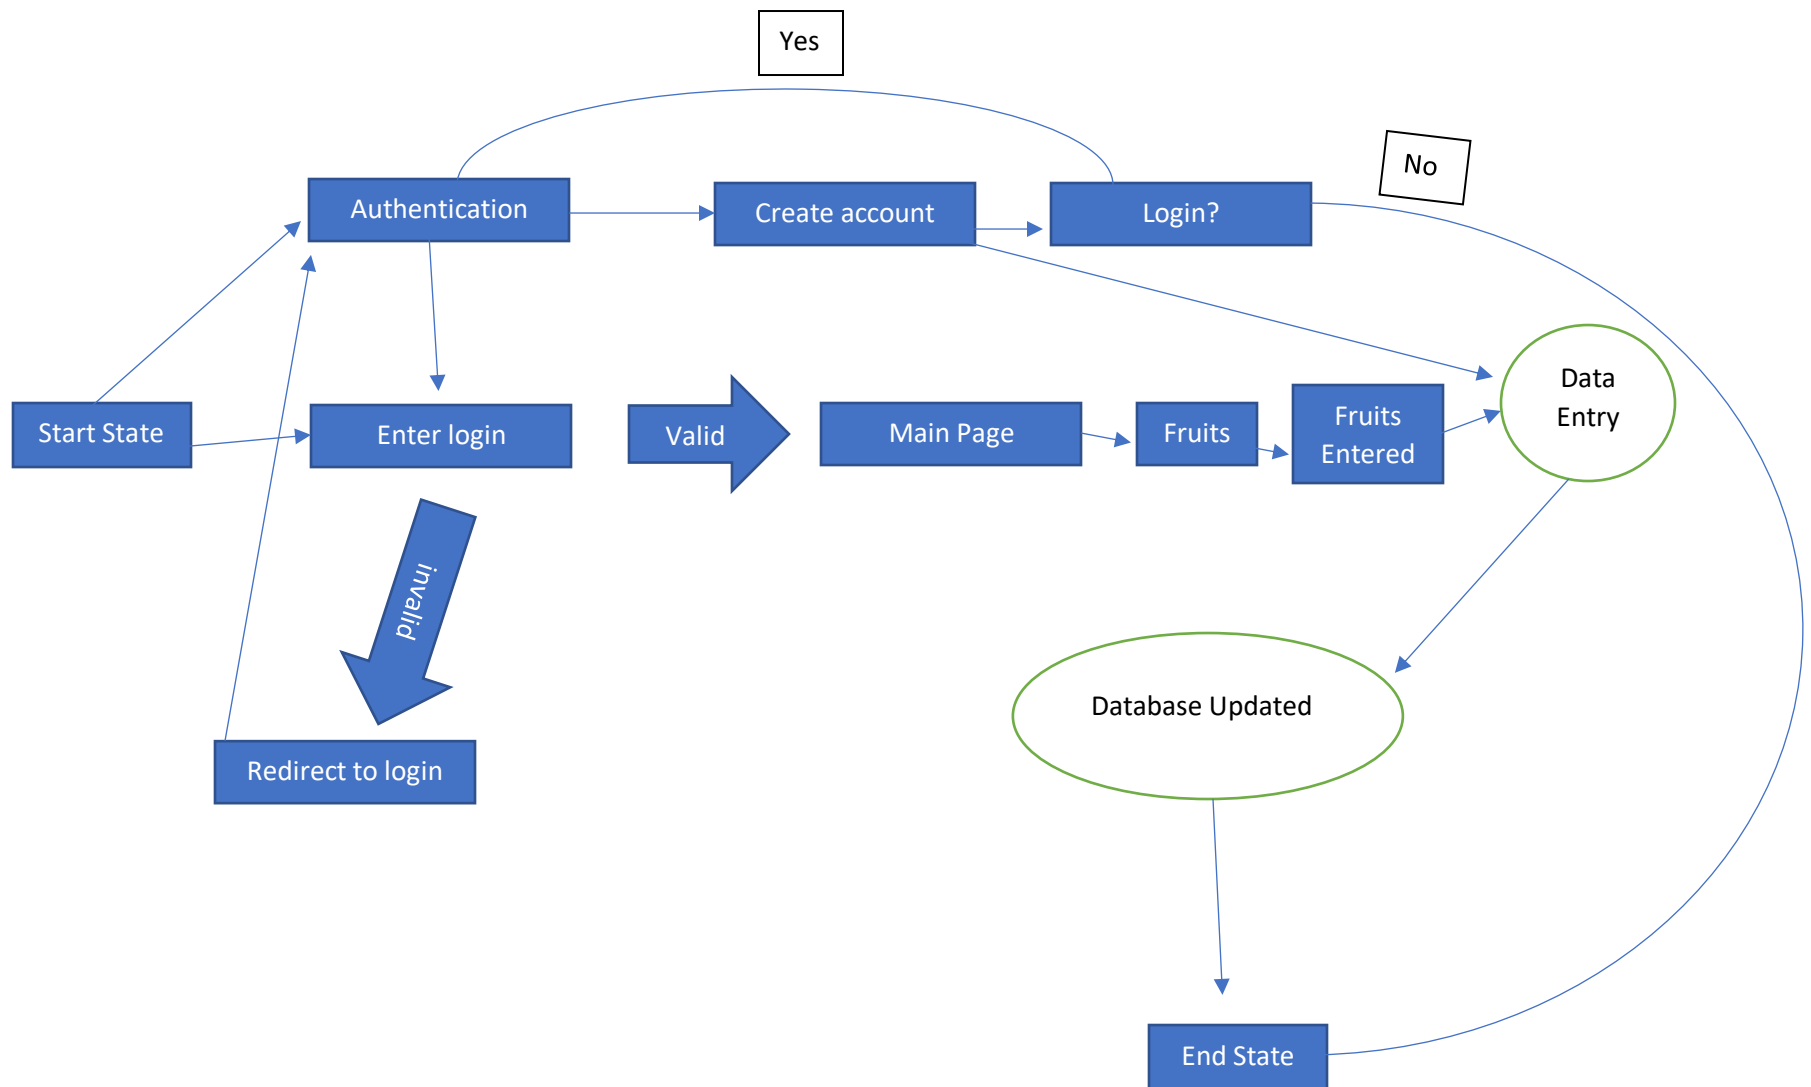 Yes
No
Authentication
Create account
Login?
Start State
Enter login
Valid
Main Page
Fruits
Fruits
Entered
Data
Entry
invalid
Redirect to login
Database Updated
End State